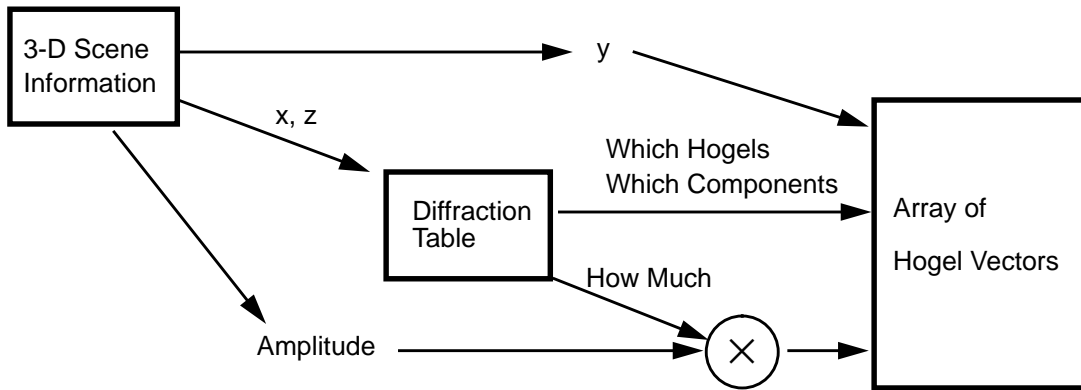 3-D Scene
Information
y
x, z
Which Hogels
Which Components
Diffraction
Table
Array of
Hogel Vectors
How Much
Amplitude
×